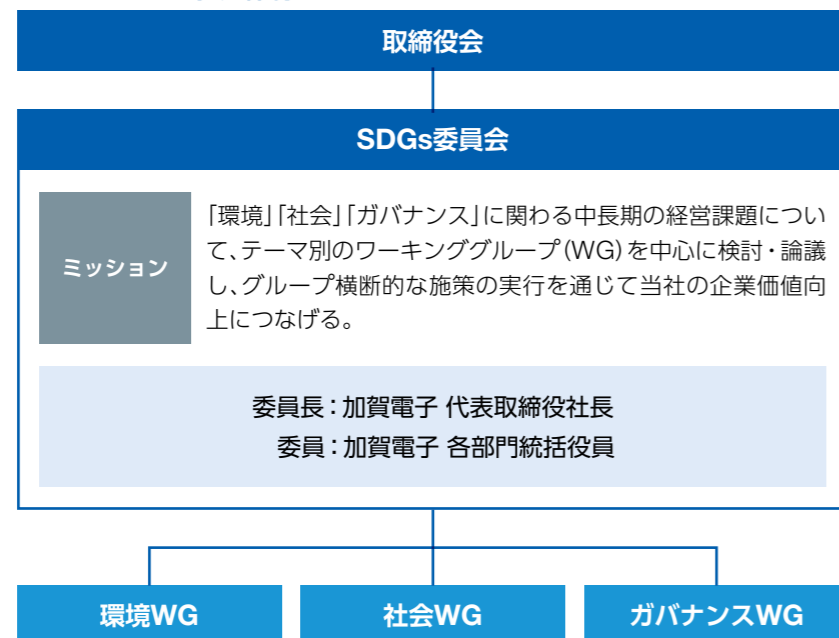 取締役会
SDGs委員会
ミッション
「環境」「社会」「ガバナンス」に関わる中長期の経営課題につい
て、テーマ別のワーキンググループ(WG)を中心に検討・論議
し、グループ横断的な施策の実行を通じて当社の企業価値向
上につなげる。
委員長：加賀電子 代表取締役社長
委員：加賀電子 各部門統括役員
環境WG 社会WG ガバナンスWG